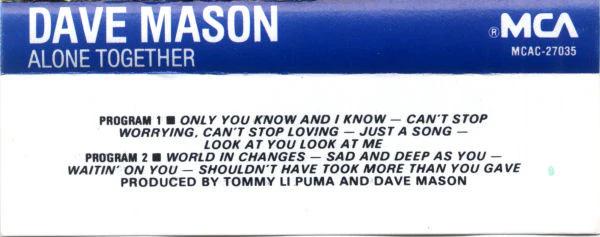 DAVE MASON
ALONE TOGETHER
® MCA
MCAC-27035
PROGRAM 1 ■ ONLY YOU KNOW AND I KNOW — CAN'T STOP
WORRYING, CAN'T STOP LOVING — JUST A SONG —
LOOK AT YOU LOOK AT ME
PROGRAM 2 ■ WORLD IN CHANGES — SAD AND DEEP AS YOU —
WAITIN' ON YOU — SHOULDN'T HAVE TOOK MORE THAN YOU GAVE
PRODUCED BY TOMMY LI PUMA AND DAVE MASON